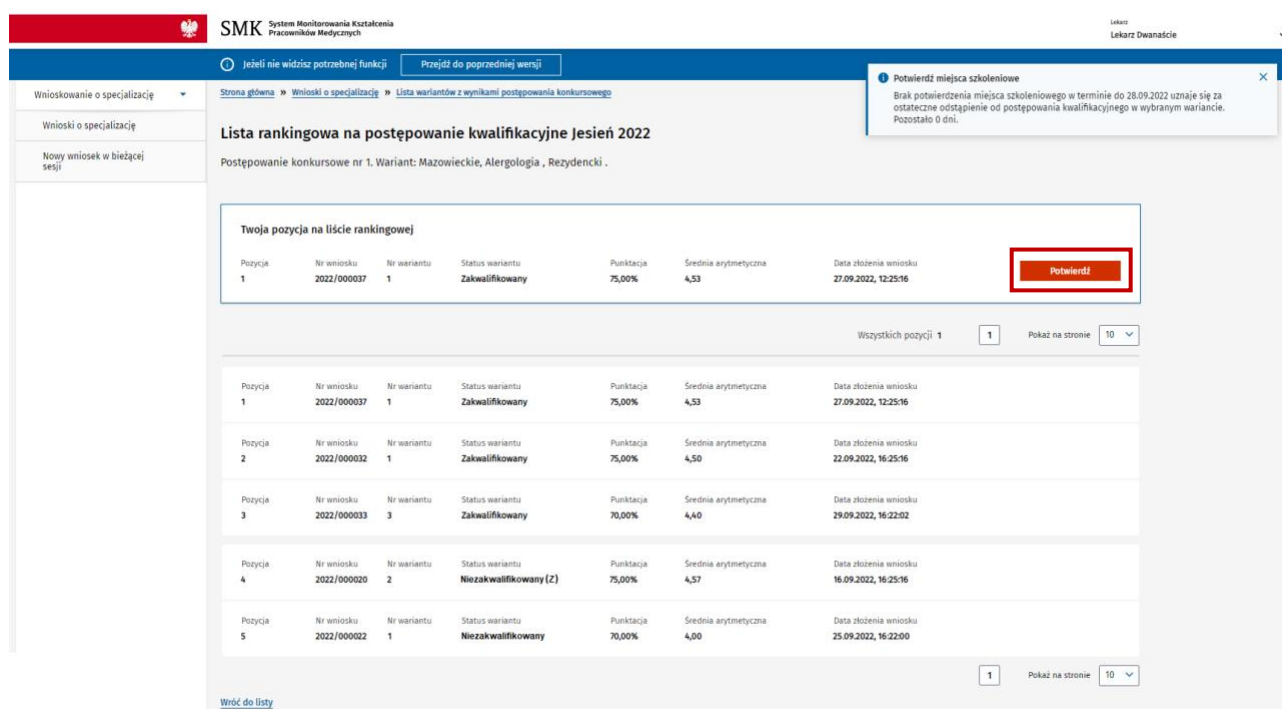 SMK System Monitorowania Kształcenia
Pracowników Medycznych
Lekarz
Lekarz Dwanaście
Jeżeli nie widzisz potrzebnej funkcji Przejdź do poprzedniej wersji
Potwierdź miejsca szkoleniowe
Brak potwierdzenia miejsca szkoleniowego w terminie do 28.09.2022 uznaje się za
ostateczne odstąpienie od postępowania kwalifikacyjnego w wybranym wariancie.
Pozostało 0 dni.
Wnioskowanie o specjalizację
Wnioski o specjalizację
Nowy wniosek w bieżącej
sesji
Strona główna » Wnioski o specjalizację » Lista wariantów z wynikami postępowania konkursowego
Lista rankingowa na postępowanie kwalifikacyjne Jesień 2022
Postępowanie konkursowe nr 1. Wariant: Mazowieckie, Alergologia , Rezydencki .
Twoja pozycja na liście rankingowej
Pozycja Nr wniosku Nr wariantu Status wariantu Punktacja Średnia arytmetyczna Data złożenia wniosku
1 2022/000037 1 Zakwalifikowany 75,00% 4,53 27.09.2022, 12:25:16
Potwierdź
Wszystkich pozycji 1 1 Pokaż na stronie 10
Pozycja Nr wniosku Nr wariantu Status wariantu Punktacja Średnia arytmetyczna Data złożenia wniosku
1 2022/000037 1 Zakwalifikowany 75,00% 4,53 27.09.2022, 12:25:16
Pozycja Nr wniosku Nr wariantu Status wariantu Punktacja Średnia arytmetyczna Data złożenia wniosku
2 2022/000032 1 Zakwalifikowany 75,00% 4,50 22.09.2022, 16:25:16
Pozycja Nr wniosku Nr wariantu Status wariantu Punktacja Średnia arytmetyczna Data złożenia wniosku
3 2022/000033 3 Zakwalifikowany 70,00% 4,40 29.09.2022, 16:22:02
Pozycja Nr wniosku Nr wariantu Status wariantu Punktacja Średnia arytmetyczna Data złożenia wniosku
4 2022/000020 2 Niezakwalifikowany (Z) 75,00% 4,57 16.09.2022, 16:25:16
Pozycja Nr wniosku Nr wariantu Status wariantu Punktacja Średnia arytmetyczna Data złożenia wniosku
5 2022/000022 1 Niezakwalifikowany 70,00% 4,00 25.09.2022, 16:22:00
1 Pokaż na stronie 10
Wróć do listy